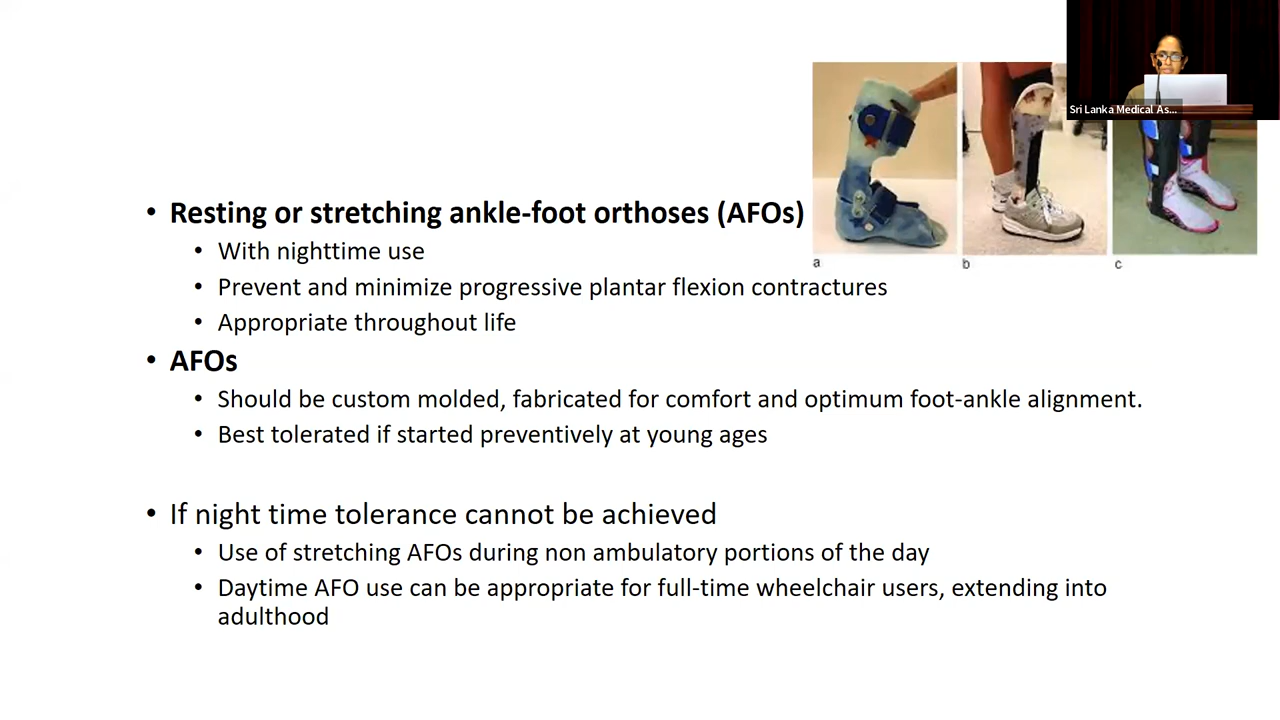 Sri Lanka Medical As...
a
b
c
• Resting or stretching ankle-foot orthoses (AFOs)
• With nighttime use
• Prevent and minimize progressive plantar flexion contractures
• Appropriate throughout life
• AFOs
• Should be custom molded, fabricated for comfort and optimum foot-ankle alignment.
• Best tolerated if started preventively at young ages
• If night time tolerance cannot be achieved
• Use of stretching AFOs during non ambulatory portions of the day
• Daytime AFO use can be appropriate for full-time wheelchair users, extending into
adulthood